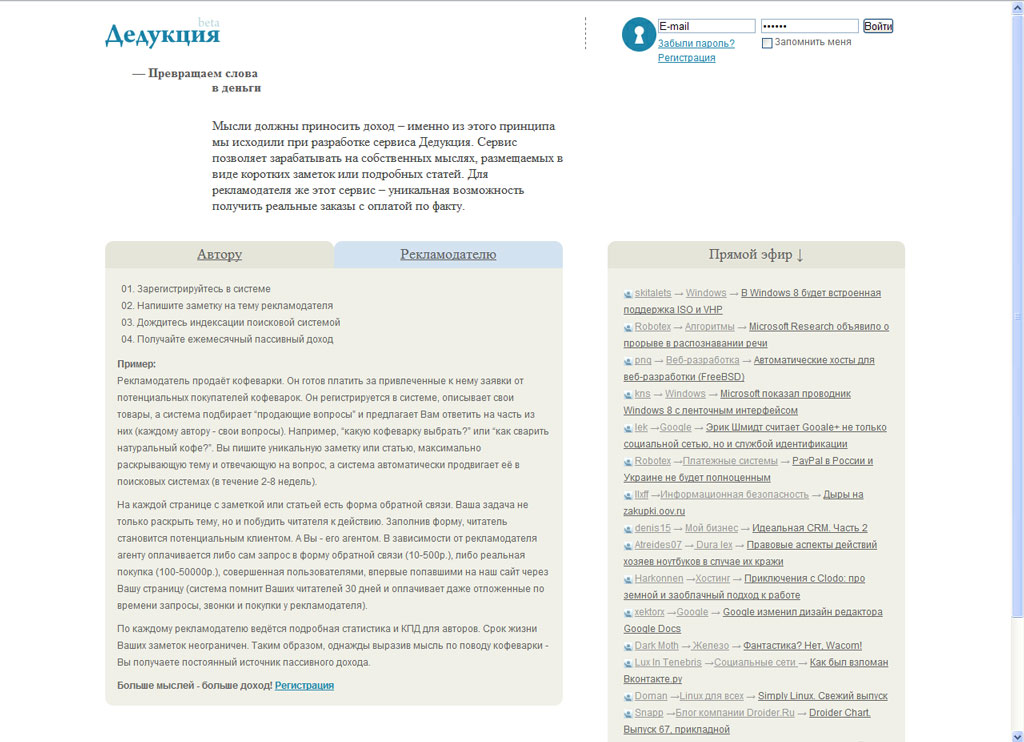 beta
Дедукция
E-mail
••••••
Войти
Забыли пароль?
Запомнить меня
Регистрация
— Превращаем слова
в деньги
Мысли должны приносить доход – именно из этого принципа
мы исходили при разработке сервиса Дедукция. Сервис
позволяет зарабатывать на собственных мыслях, размещаемых в
виде коротких заметок или подробных статей. Для
рекламодателя же этот сервис – уникальная возможность
получить реальные заказы с оплатой по факту.
Автору
Рекламодателю
01. Зарегистрируйтесь в системе
02. Напишите заметку на тему рекламодателя
03. Дождитесь индексации поисковой системой
04. Получайте ежемесячный пассивный доход
Пример:
Рекламодатель продаёт кофеварки. Он готов платить за привлеченные к нему заявки от
потенциальных покупателей кофеварок. Он регистрируется в системе, описывает свои
товары, а система подбирает “продающие вопросы” и предлагает Вам ответить на часть из
них (каждому автору - свои вопросы). Например, “какую кофеварку выбрать?” или “как сварить
натуральный кофе?”. Вы пишите уникальную заметку или статью, максимально
раскрывающую тему и отвечающую на вопрос, а система автоматически продвигает её в
поисковых системах (в течение 2-8 недель).
На каждой странице с заметкой или статьей есть форма обратной связи. Ваша задача не
только раскрыть тему, но и побудить читателя к действию. Заполнив форму, читатель
становится потенциальным клиентом. А Вы - его агентом. В зависимости от рекламодателя
агенту оплачивается либо сам запрос в форму обратной связи (10-500р.), либо реальная
покупка (100-50000р.), совершенная пользователями, впервые попавшими на наш сайт через
Вашу страницу (система помнит Ваших читателей 30 дней и оплачивает даже отложенные по
времени запросы, звонки и покупки у рекламодателя).
По каждому рекламодателю ведётся подробная статистика и КПД для авторов. Срок жизни
Ваших заметок неограничен. Таким образом, однажды выразив мысль по поводу кофеварки -
Вы получаете постоянный источник пассивного дохода.
Больше мыслей - больше доход! Регистрация
Прямой эфир ↓
skitalets → Windows → В Windows 8 будет встроенная
поддержка ISO и VHP
Robotex → Алгоритмы → Microsoft Research объявило о
прорыве в распознавании речи
png → Веб-разработка → Автоматические хосты для
веб-разработки (FreeBSD)
kns → Windows → Microsoft показал проводник
Windows 8 с ленточным интерфейсом
lek →Google → Эрик Шмидт считает Google+ не только
социальной сетью, но и службой идентификации
Robotex →Платежные системы → PayPal в России и
Украине не будет полноценным
llxff →Информационная безопасность → Дыры на
zakupki.oov.ru
denis15 → Мой бизнес → Идеальная CRM. Часть 2
Atreides07 → Dura lex → Правовые аспекты действий
хозяев ноутбуков в случае их кражи
Harkonnen →Хостинг → Приключения с Clodo: про
земной и заоблачный подход к работе
xektorx →Google → Google изменил дизайн редактора
Google Docs
Dark Moth → Железо → Фантастика? Нет, Wacom!
Lux In Tenebris →Социальные сети → Как был взломан
Вконтакте.ру
Doman →Linux для всех → Simply Linux. Свежий выпуск
Snapp →Блог компании Droider.Ru → Droider Chart.
Выпуск 67, прикладной